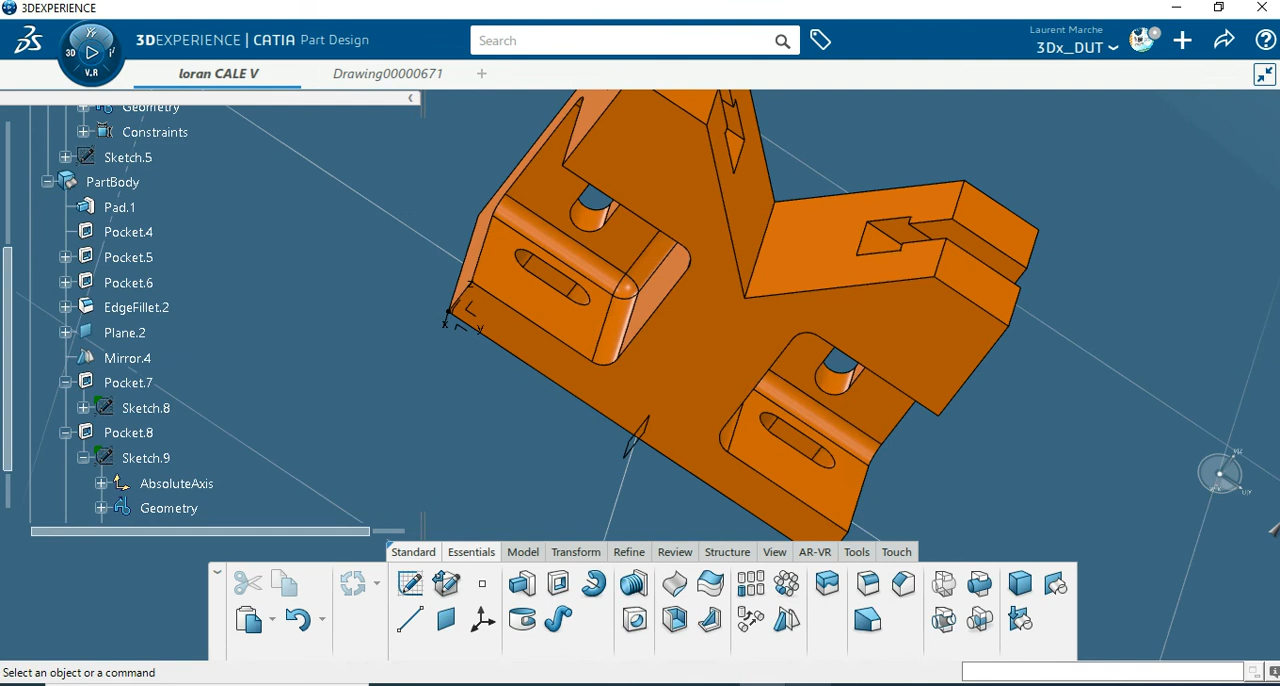 3DEXPERIENCE
3DEXPERIENCE | CATIA Part Design
Search
Laurent Marche
3Dx_DUT
3D
V.R
loran CALE V
Drawing00000671
Geometry
Constraints
Sketch.5
PartBody
Pad.1
Pocket.4
Pocket.5
Pocket.6
EdgeFillet.2
Plane.2
Mirror.4
Pocket.7
Sketch.8
Pocket.8
Sketch.9
AbsoluteAxis
Geometry
z
x
y
Standard Essentials Model Transform Refine Review Structure View AR-VR Tools Touch
Select an object or a command